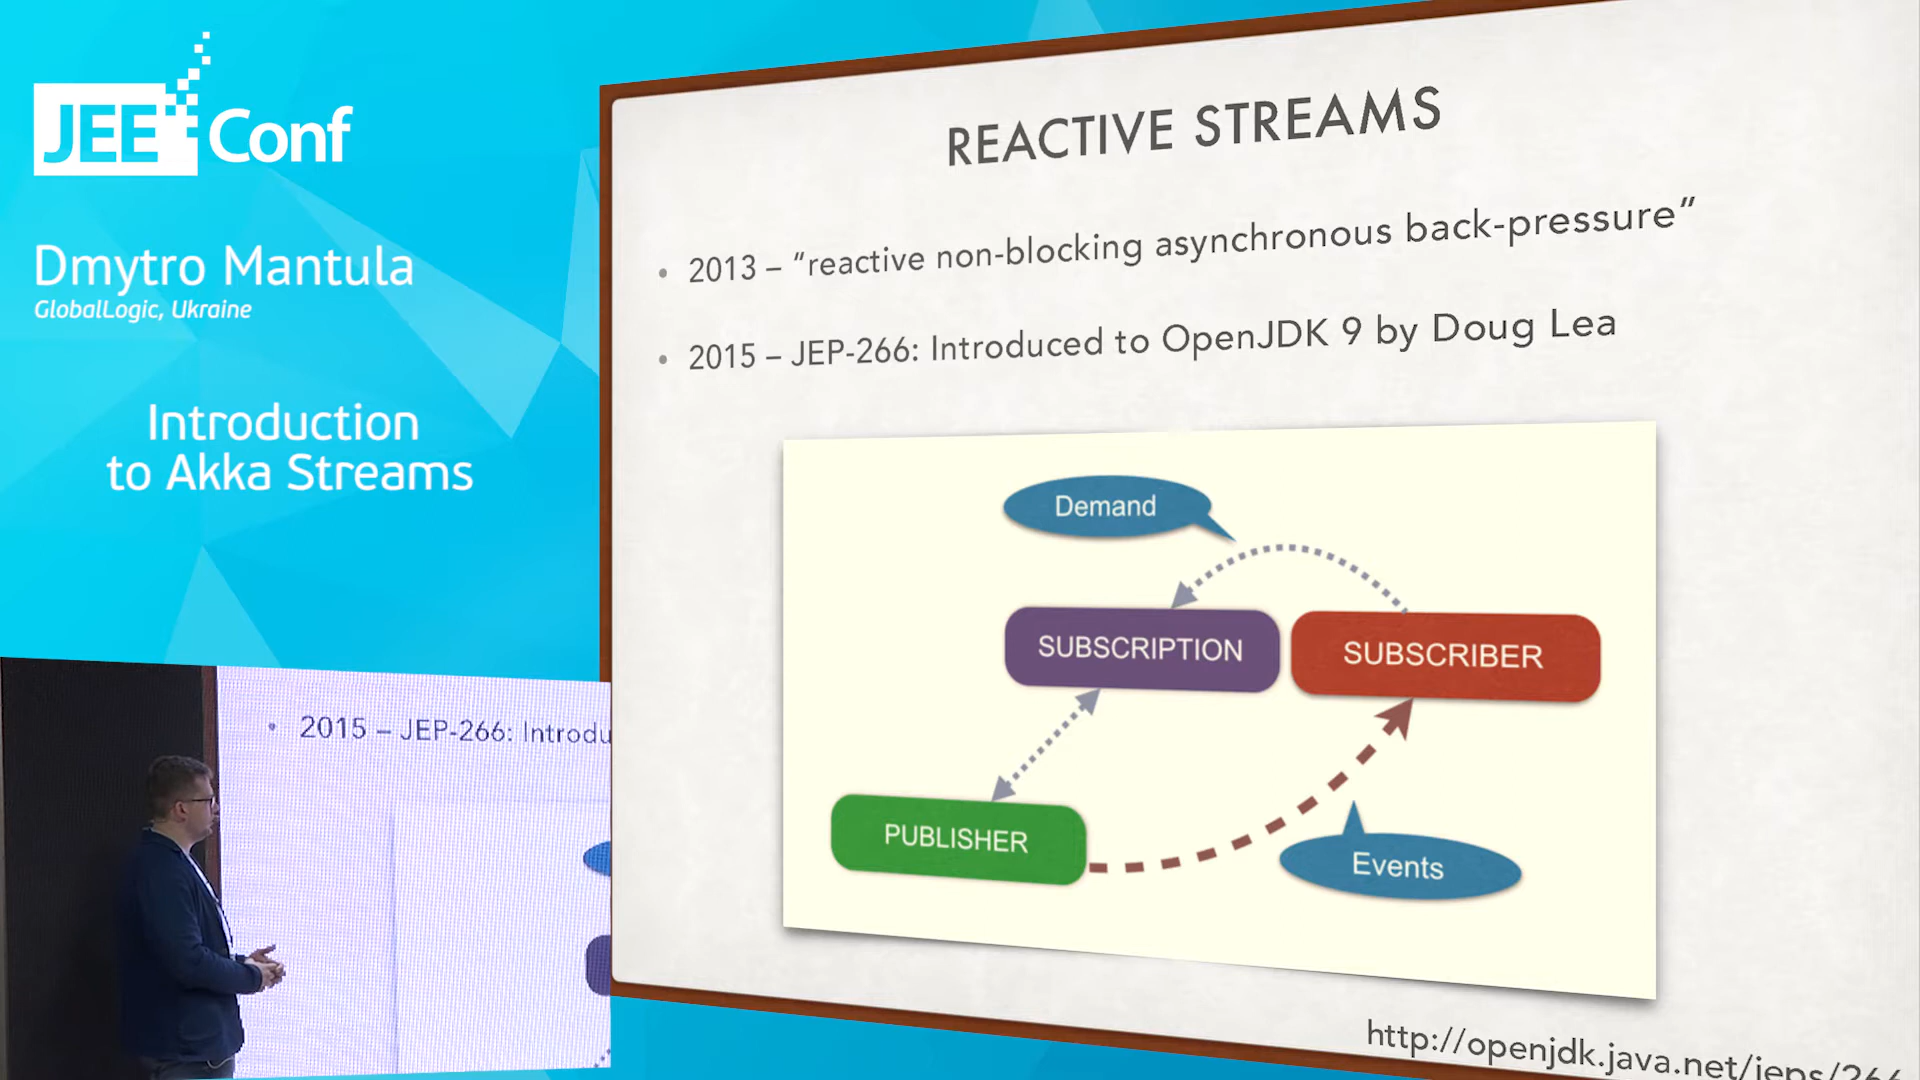 JEE Conf
Dmytro Mantula
GlobalLogic, Ukraine
Introduction
to Akka Streams
REACTIVE STREAMS
• 2013 – “reactive non-blocking asynchronous back-pressure”
• 2015 – JEP-266: Introduced to OpenJDK 9 by Doug Lea
Demand
SUBSCRIPTION
SUBSCRIBER
PUBLISHER
Events
http://openjdk.java.net/jeps/266
• 2015 – JEP-266: Introdu